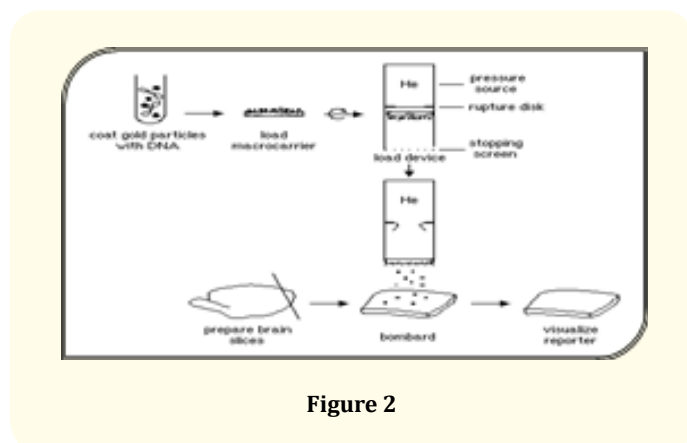 He
pressure
source
rupture disk
coat gold particles
with DNA
load
macrocarrier
load device
stopping
screen
He
prepare brain
slices
bombard
visualize
reporter
Figure 2